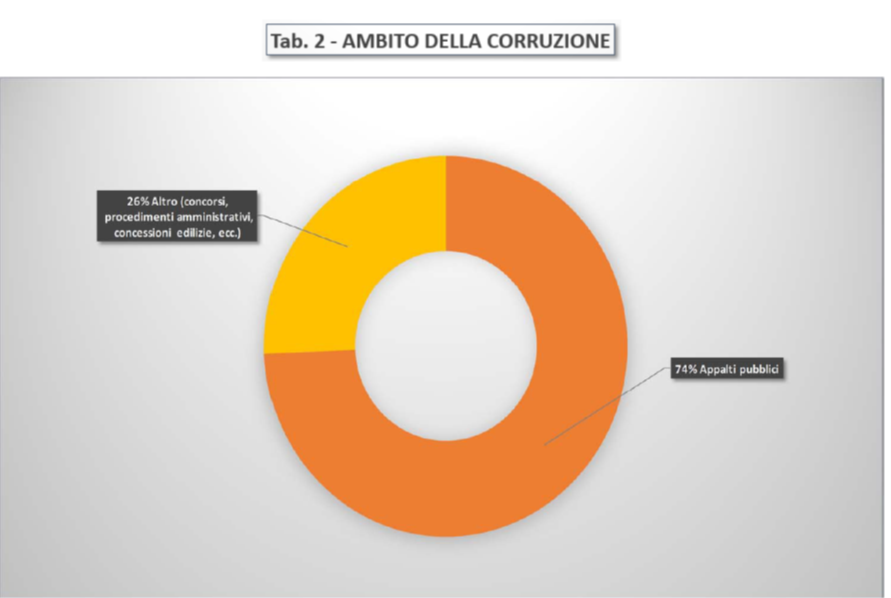 Tab. 2 - AMBITO DELLA CORRUZIONE
26% Altro (concorsi,
procedimenti amministrativi,
concessioni edilizie, ecc.)
74% Appalti pubblici